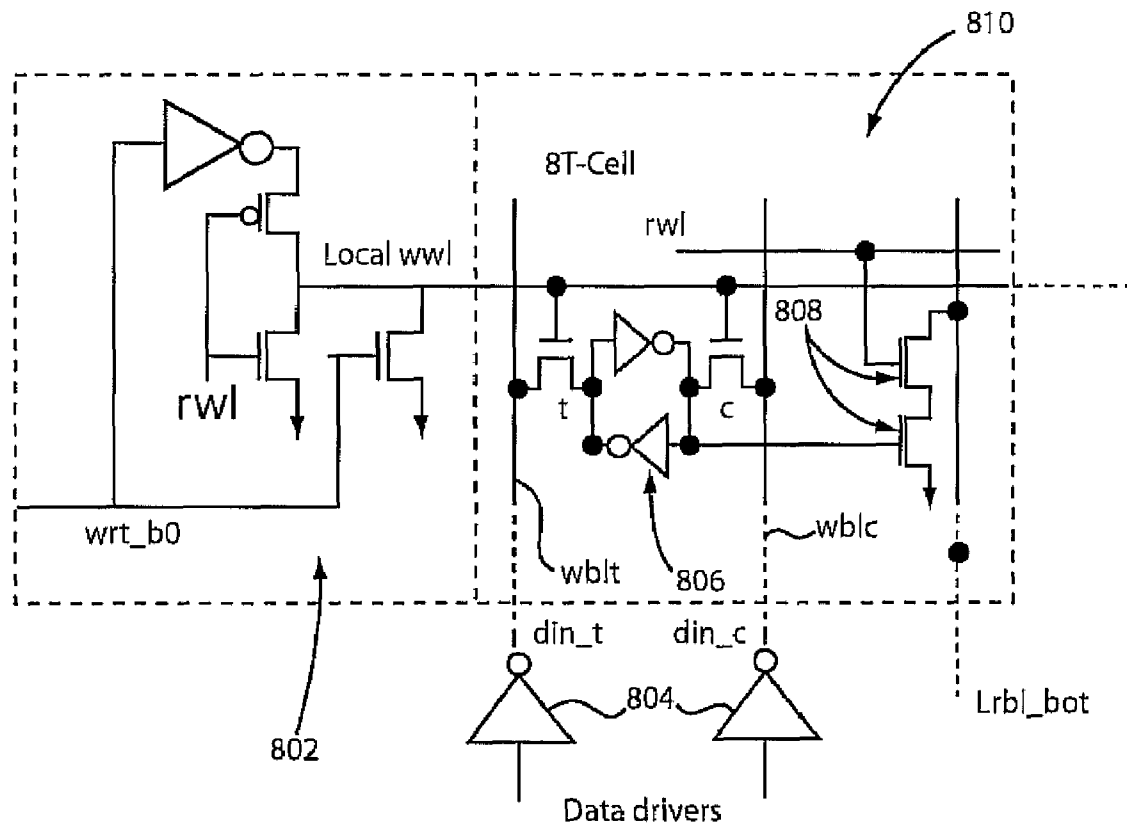 810
8T-Cell
rwl
Local wwl
808
rwl
t
c
wrt_b0
wblt
806
wblc
din_t
din_c
804
Lrbl_bot
802
Data drivers